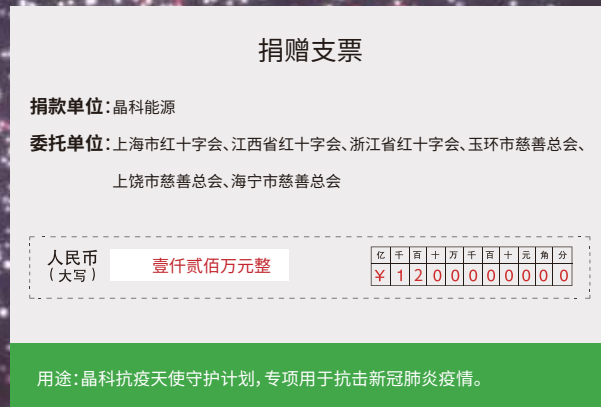 捐赠支票
捐款单位：晶科能源
委托单位：上海市红十字会、江西省红十字会、浙江省红十字会、玉环市慈善总会、
上饶市慈善总会、海宁市慈善总会
人民币
（大写）
壹仟贰佰万元整
亿 千 百 十 万 千 百 十 元 角 分
¥ 1 2 0 0 0 0 0 0 0 0
用途：晶科抗疫天使守护计划，专项用于抗击新冠肺炎疫情。